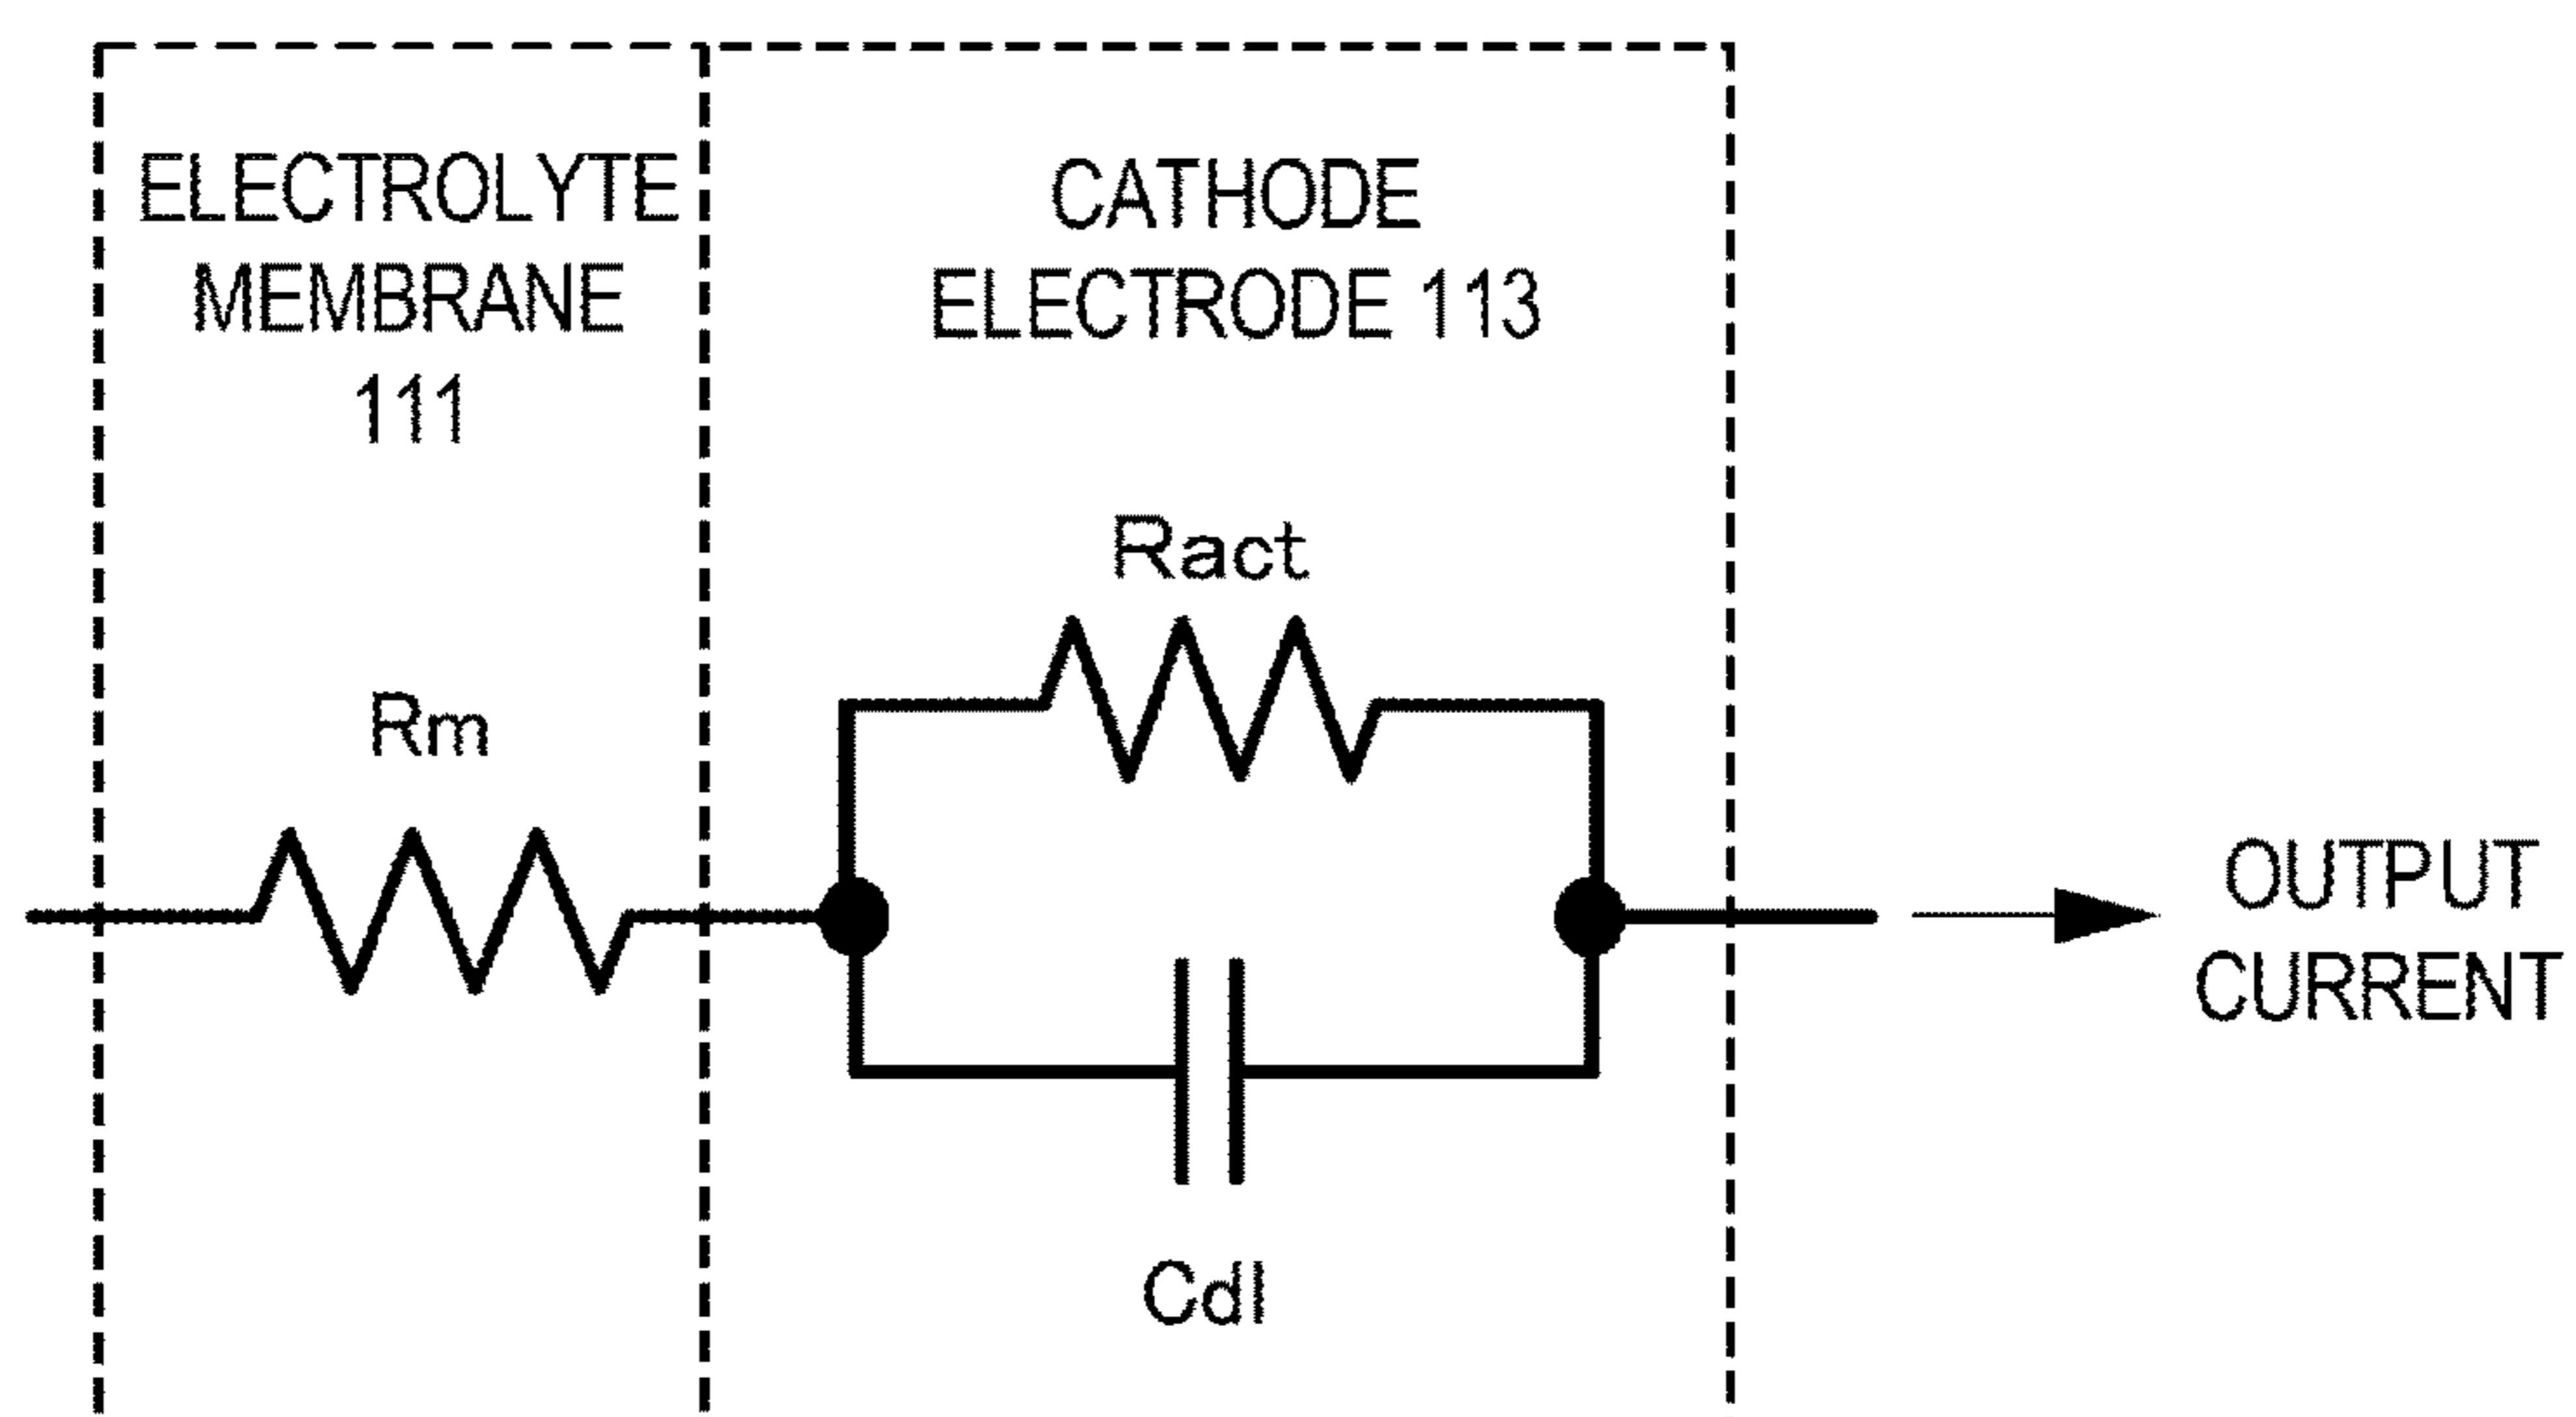 ELECTROLYTE
MEMBRANE
111
CATHODE
ELECTRODE 113
Ract
Rm
OUTPUT
CURRENT
Cdl